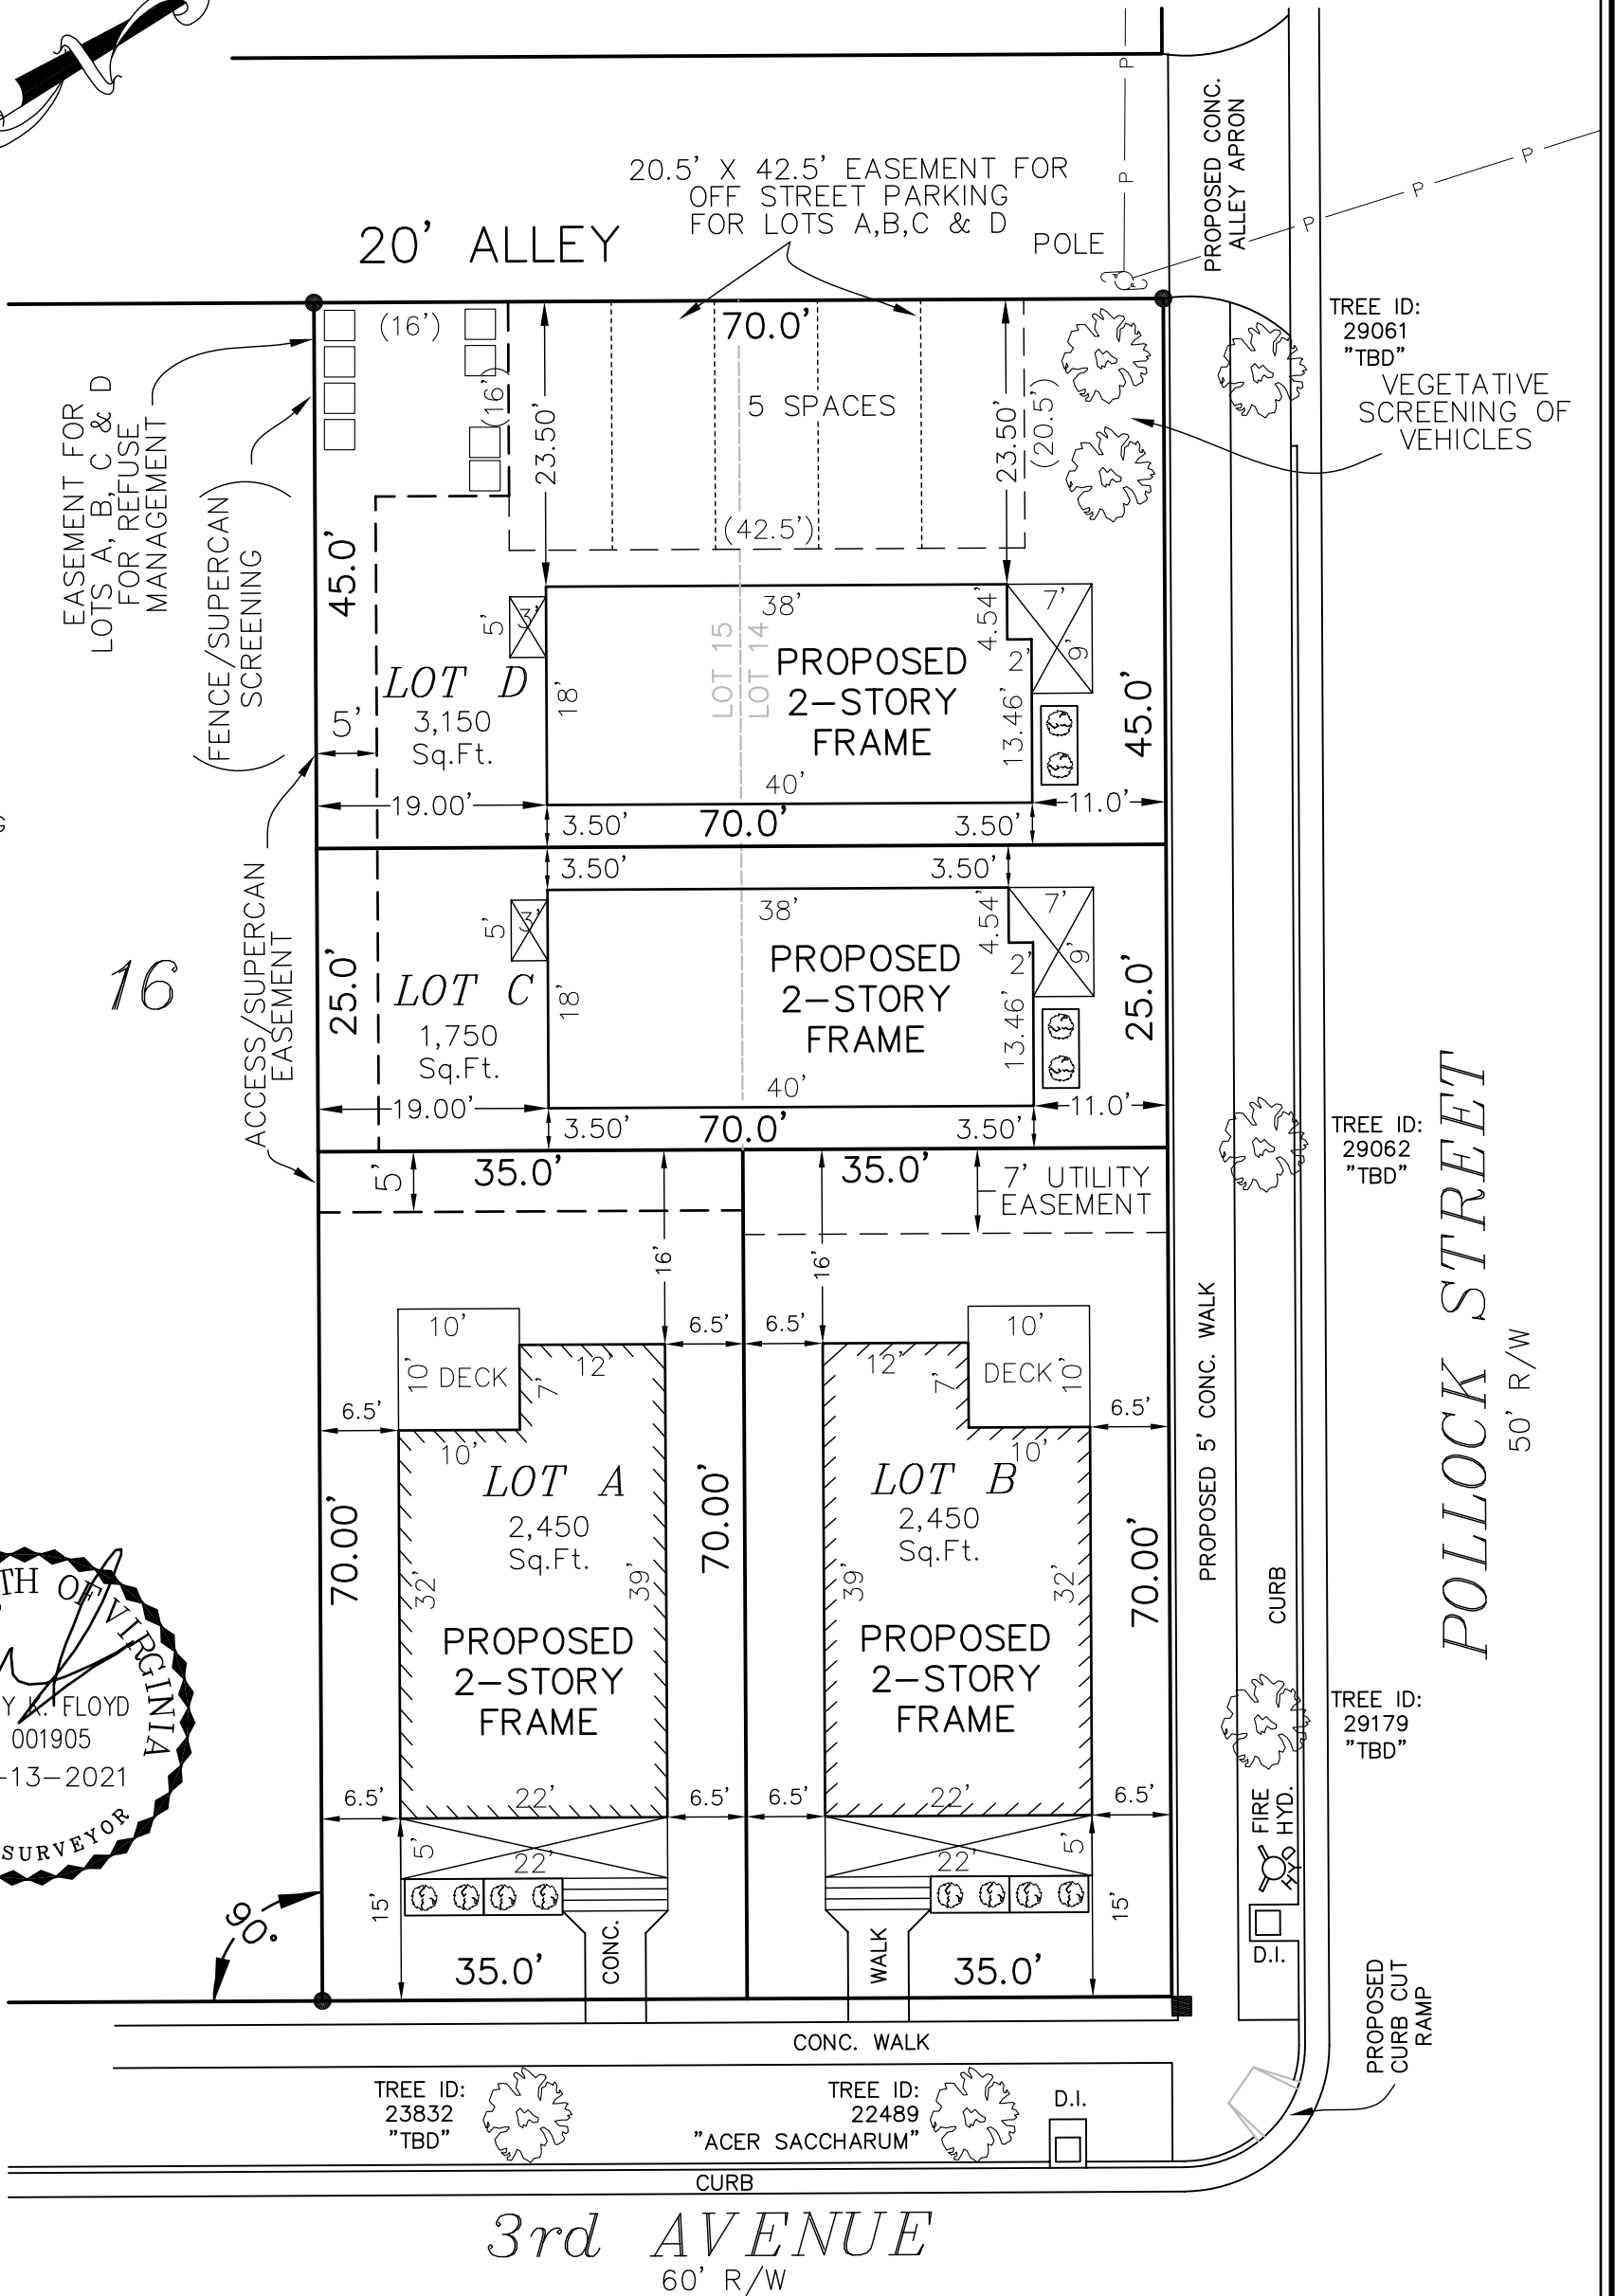 PROPOSED CONC.
ALLEY APRON
P
P
P
P
P
20.5' X 42.5' EASEMENT FOR
OFF STREET PARKING
FOR LOTS A,B,C & D
20' ALLEY
POLE
TREE ID:
29061
"TBD"
VEGETATIVE
SCREENING OF
VEHICLES
EASEMENT FOR
LOTS A, B, C & D
FOR REFUSE
MANAGEMENT
FENCE/SUPERCAN
SCREENING
(16')
(16')
23.50'
70.0'
5 SPACES
23.50'
(20.5')
(42.5')
45.0'
5'
3'
38'
4.54'
7'
9'
LOT 15
LOT 14
LOT D
3,150
Sq.Ft.
18'
PROPOSED
2-STORY
FRAME
2'
13.46'
45.0'
5'
40'
19.00'
11.0'
3.50'
70.0'
3.50'
3.50'
3.50'
ACCESS/SUPERCAN
EASEMENT
16
25.0'
5'
3'
38'
4.54'
7'
9'
LOT C
1,750
Sq.Ft.
18'
PROPOSED
2-STORY
FRAME
2'
13.46'
25.0'
40'
19.00'
11.0'
3.50'
70.0'
3.50'
TREE ID:
29062
"TBD"
5'
35.0'
35.0'
7' UTILITY
EASEMENT
16'
16'
POLLOCK STREET
50' R/W
PROPOSED 5' CONC. WALK
CURB
10'
10'
DECK
12'
7'
6.5'
6.5'
12'
7'
10'
DECK
10'
6.5'
10'
10'
6.5'
LOT A
2,450
Sq.Ft.
LOT B
2,450
Sq.Ft.
70.00'
32'
39'
70.00'
39'
32'
70.00'
PROPOSED
2-STORY
FRAME
PROPOSED
2-STORY
FRAME
TH OF VIRGINIA
Y K. FLOYD
001905
-13-2021
SURVEYOR
TREE ID:
29179
"TBD"
6.5'
22'
6.5'
6.5'
22'
6.5'
5'
22'
22'
5'
15'
15'
FIRE
HYD.
HYD
D.I.
90°
35.0'
CONC.
WALK
35.0'
PROPOSED
CURB CUT
RAMP
CONC. WALK
TREE ID:
23832
"TBD"
TREE ID:
22489
"ACER SACCHARUM"
D.I.
CURB
3rd AVENUE
60' R/W